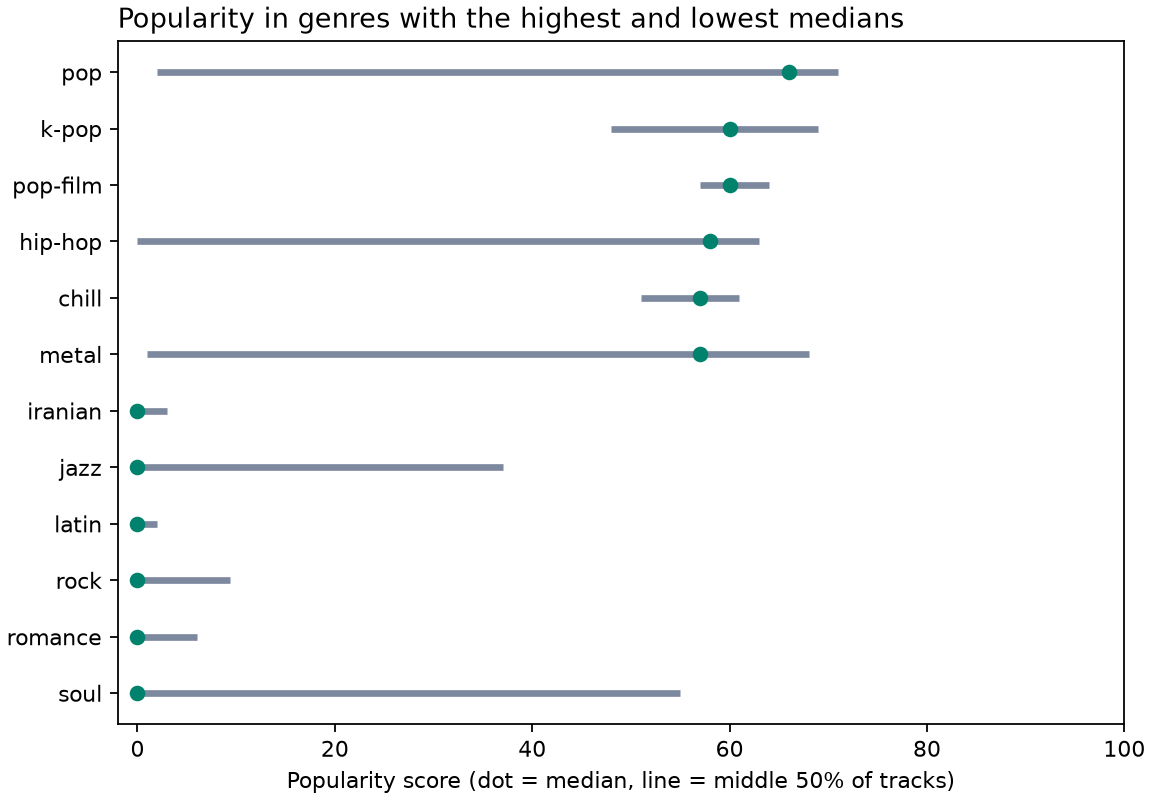 Popularity in genres with the highest and lowest medians
pop
k-pop
pop-film
hip-hop
chill
metal
iranian
jazz
latin
rock
romance
soul
0 20 40 60 80 100
Popularity score (dot = median, line = middle 50% of tracks)